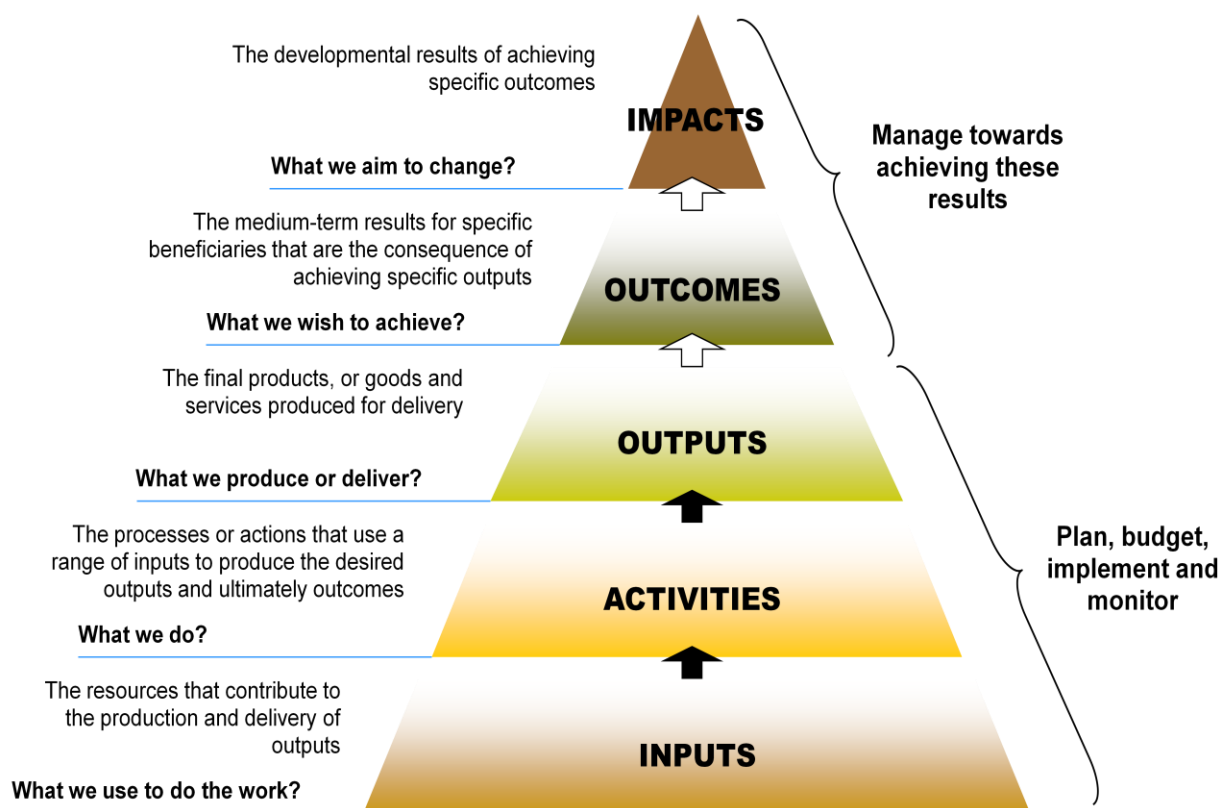 The developmental results of achieving
specific outcomes
IMPACTS
What we aim to change?
Manage towards
achieving these
results
The medium-term results for specific
beneficiaries that are the consequence of
achieving specific outputs
OUTCOMES
What we wish to achieve?
The final products, or goods and
services produced for delivery
OUTPUTS
What we produce or deliver?
The processes or actions that use a
range of inputs to produce the desired
outputs and ultimately outcomes
ACTIVITIES
What we do?
Plan, budget,
implement and
monitor
The resources that contribute to
the production and delivery of
outputs
INPUTS
What we use to do the work?